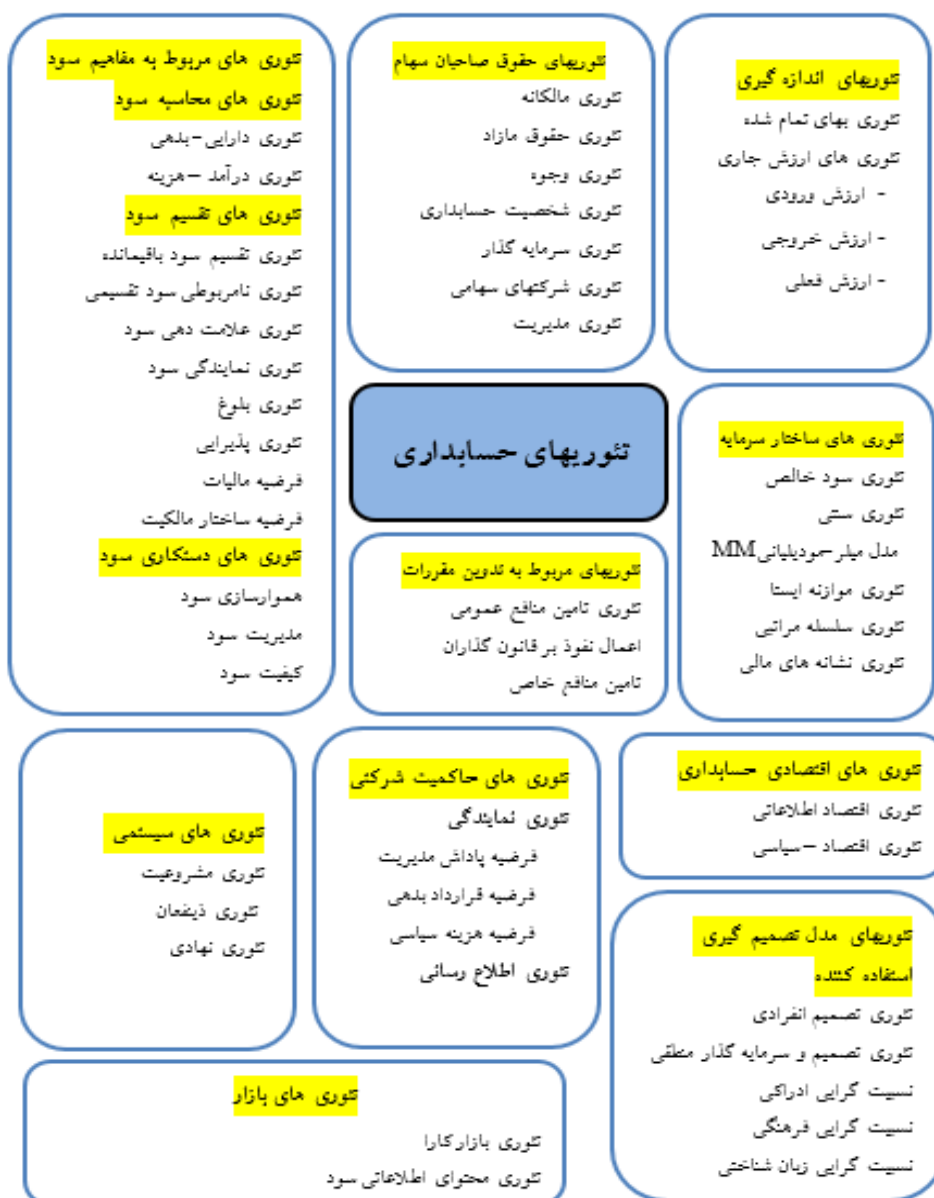 تئوریهای اندازه گیری
تئوری بهای تمام شده
تئوری های ارزش جاری
- ارزش ورودی
- ارزش خروجی
- ارزش فعلی
تئوریهای حقوق صاحبان سهام
تئوری مالکانه
تئوری حقوق مازاد
تئوری وجوه
تئوری شخصیت حسابداری
تئوری سرمایه گذار
تئوری شرکتهای سهامی
تئوری مدیریت
تئوری های مربوط به مفاهیم سود
تئوری های محاسبه سود
تئوری دارایی-بدهی
تئوری درآمد -هزینه
تئوری های تقسیم سود
تئوری تقسیم سود باقیمانده
تئوری نامربوطی سود تقسیمی
تئوری علامت دهی سود
تئوری نمایندگی سود
تئوری بلوغ
تئوری پذیرایی
فرضیه مالیات
فرضیه ساختار مالکیت
تئوری های دستکاری سود
هموارسازی سود
مدیریت سود
کیفیت سود
تئوریهای حسابداری
تئوری های ساختار سرمایه
تئوری سود خالص
تئوری سنتی
مدل میلر-مودیلیانی MM
تئوری موازنه ایستا
تئوری سلسله مراتبی
تئوری نشانه های مالی
تئوریهای مربوط به تدوین مقررات
تئوری تامین منافع عمومی
اعمال نفوذ بر قانون گذاران
تامین منافع خاص
تئوری های اقتصادی حسابداری
تئوری اقتصاد اطلاعاتی
تئوری اقتصاد -سیاسی
تئوری های حاکمیت شرکتی
تئوری نمایندگی
فرضیه پاداش مدیریت
فرضیه قرارداد بدهی
فرضیه هزینه سیاسی
تئوری اطلاع رسانی
تئوری های سیستمی
تئوری مشروعیت
تئوری ذینفعان
تئوری نهادی
تئوریهای مدل تصمیم گیری
استفاده کننده
تئوری تصمیم انفرادی
تئوری تصمیم و سرمایه گذار منطقی
نسبیت گرایی ادراکی
نسبیت گرایی فرهنگی
نسبیت گرایی زبان شناختی
تئوری های بازار
تئوری بازار کارا
تئوری محتوای اطلاعاتی سود